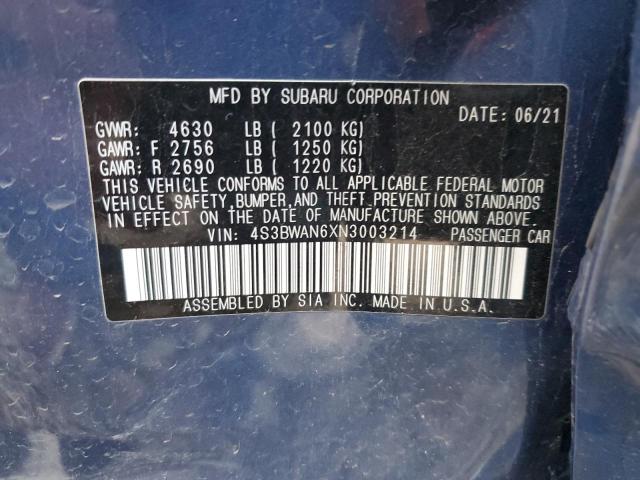 MFD BY SUBARU CORPORATION
DATE: 06/21
GVWR: 4630 LB ( 2100 KG)
GAWR: F 2756 LB ( 1250 KG)
GAWR: R 2690 LB ( 1220 KG)
THIS VEHICLE CONFORMS TO ALL APPLICABLE FEDERAL MOTOR
VEHICLE SAFETY, BUMPER, AND THEFT PREVENTION STANDARDS
IN EFFECT ON THE DATE OF MANUFACTURE SHOWN ABOVE.
VIN: 4S3BWAN6XN3003214 PASSENGER CAR
ASSEMBLED BY SIA INC. MADE IN U.S.A.